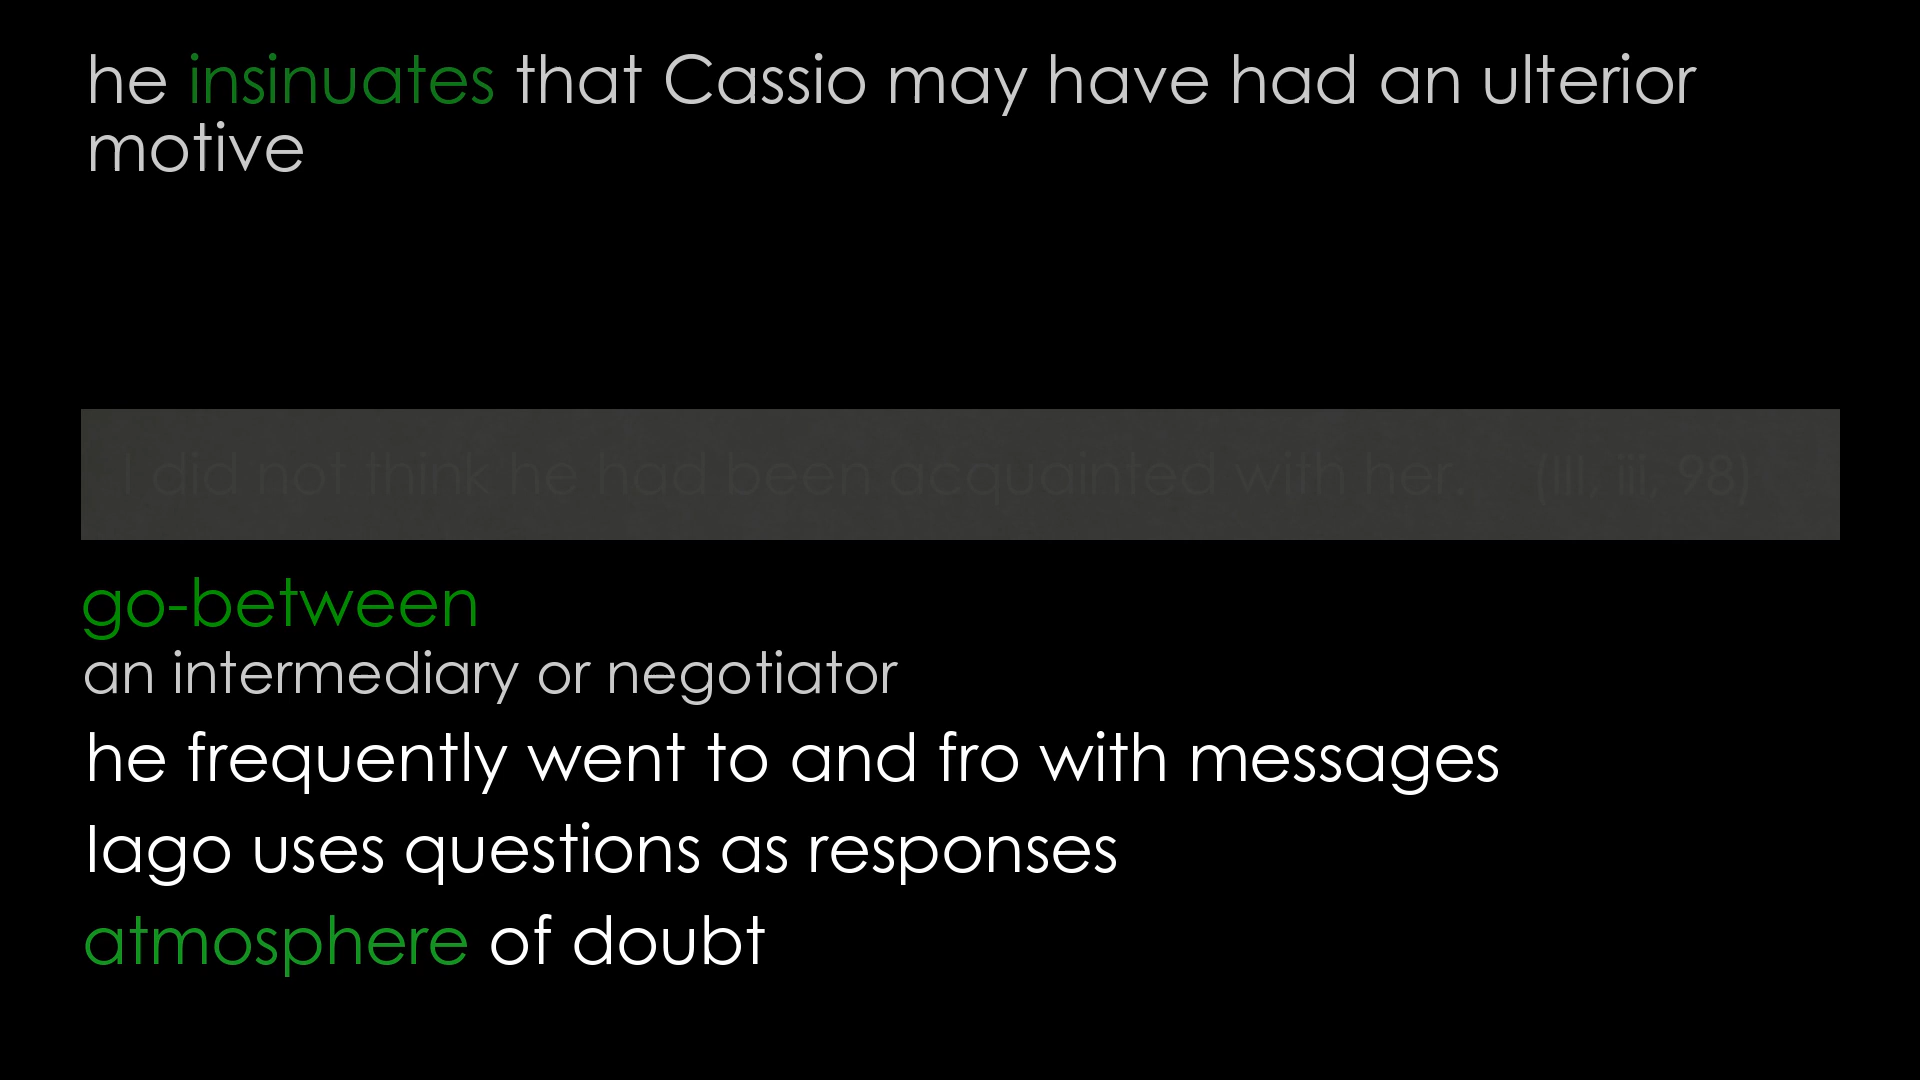 he insinuates that Cassio may have had an ulterior
motive
I did not think he had been acquainted with her. (III, iii, 98)
go-between
an intermediary or negotiator
he frequently went to and fro with messages
Iago uses questions as responses
atmosphere of doubt